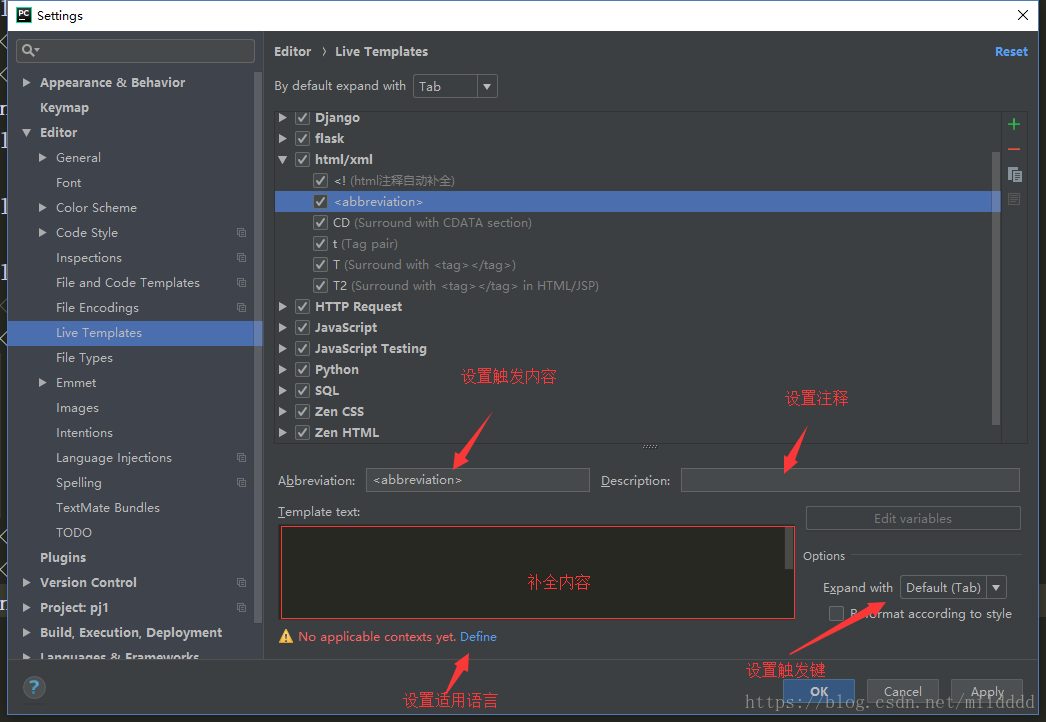 PC Settings
Editor › Live Templates
Reset
By default expand with Tab
Appearance & Behavior
Keymap
Editor
General
Font
Color Scheme
Code Style
Inspections
File and Code Templates
File Encodings
Live Templates
File Types
Emmet
Images
Intentions
Language Injections
Spelling
TextMate Bundles
TODO
Plugins
Version Control
Project: pj1
Build, Execution, Deployment
Languages & Frameworks
Django
flask
html/xml
<! (html注释自动补全)
<abbreviation>
CD (Surround with CDATA section)
t (Tag pair)
T (Surround with <tag></tag>)
T2 (Surround with <tag></tag> in HTML/JSP)
HTTP Request
JavaScript
JavaScript Testing
Python
SQL
Zen CSS
Zen HTML
设置触发内容
设置注释
Abbreviation: <abbreviation> Description:
Template text:
Edit variables
补全内容
Options
Expand with Default (Tab)
Reformat according to style
No applicable contexts yet. Define
设置触发键
设置适用语言
?
OK Cancel Apply